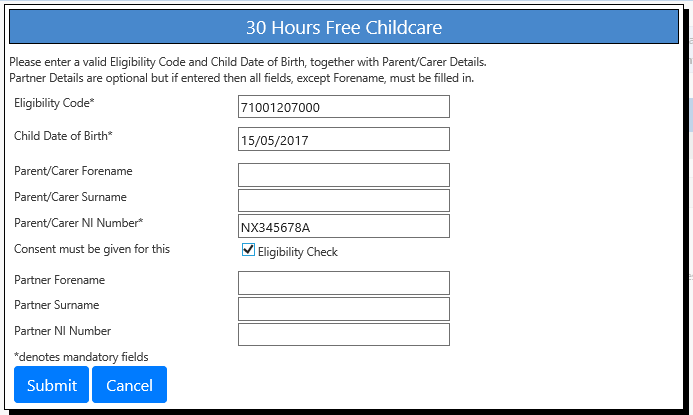 30 Hours Free Childcare
Please enter a valid Eligibility Code and Child Date of Birth, together with Parent/Carer Details.
Partner Details are optional but if entered then all fields, except Forename, must be filled in.
Eligibility Code* 71001207000
Child Date of Birth* 15/05/2017
Parent/Carer Forename
Parent/Carer Surname
Parent/Carer NI Number* NX345678A
Consent must be given for this Eligibility Check
Partner Forename
Partner Surname
Partner NI Number
*denotes mandatory fields
Submit Cancel